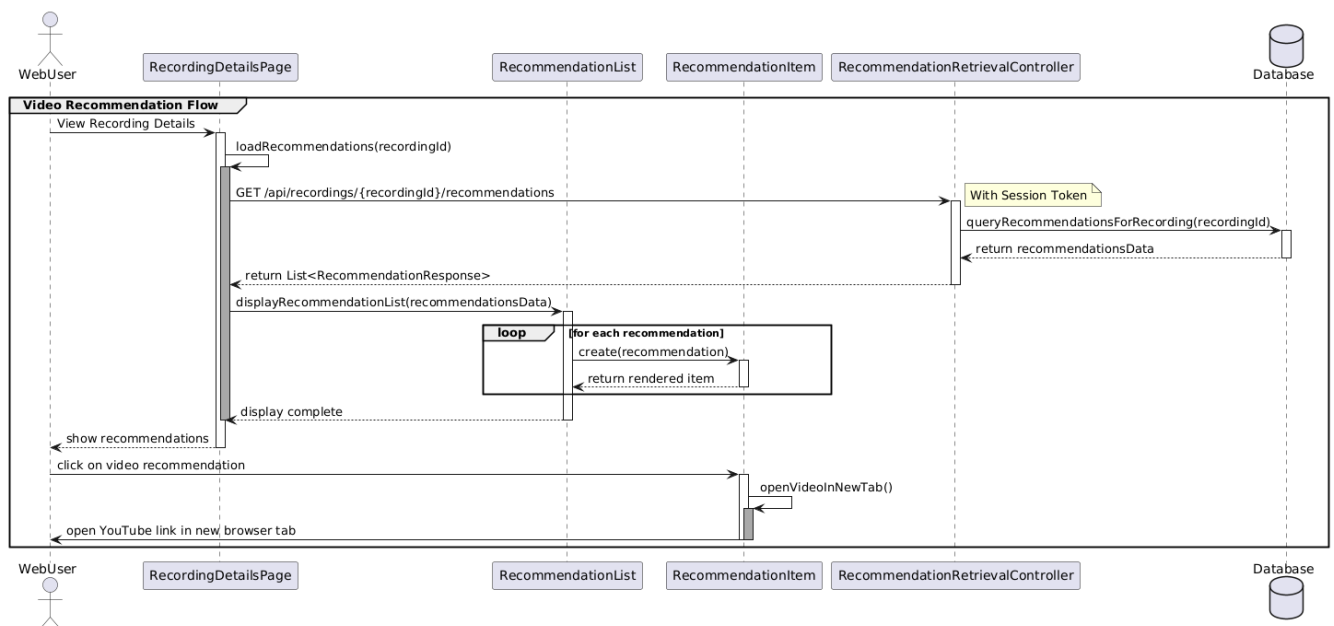 WebUser
RecordingDetailsPage
RecommendationList
RecommendationItem
RecommendationRetrievalController
Database
Video Recommendation Flow
View Recording Details
loadRecommendations(recordingId)
GET /api/recordings/{recordingId}/recommendations
With Session Token
queryRecommendationsForRecording(recordingId)
return recommendationsData
return List<RecommendationResponse>
displayRecommendationList(recommendationsData)
loop [for each recommendation]
create(recommendation)
return rendered item
display complete
show recommendations
click on video recommendation
openVideoInNewTab()
open YouTube link in new browser tab
WebUser
RecordingDetailsPage
RecommendationList
RecommendationItem
RecommendationRetrievalController
Database